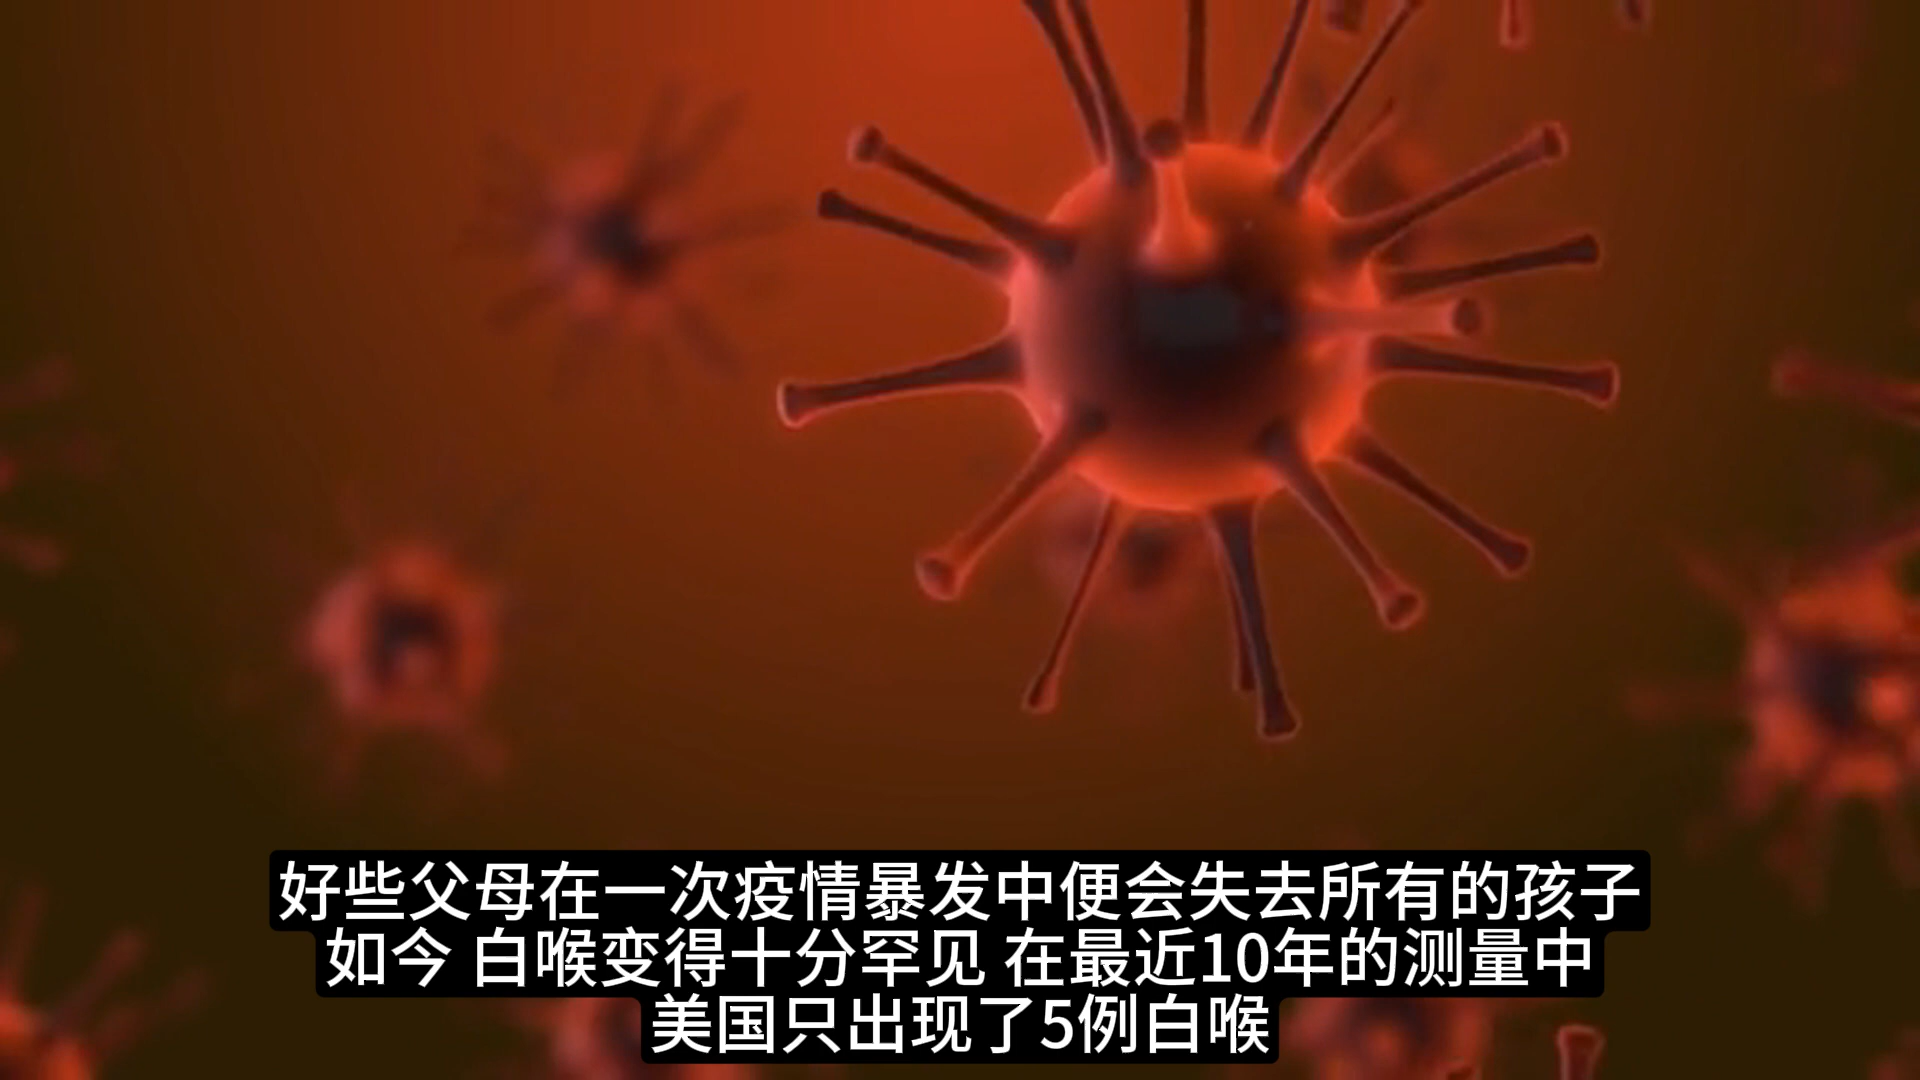 好些父母在一次疫情暴发中便会失去所有的孩子
如今 白喉变得十分罕见 在最近10年的测量中
美国只出现了5例白喉